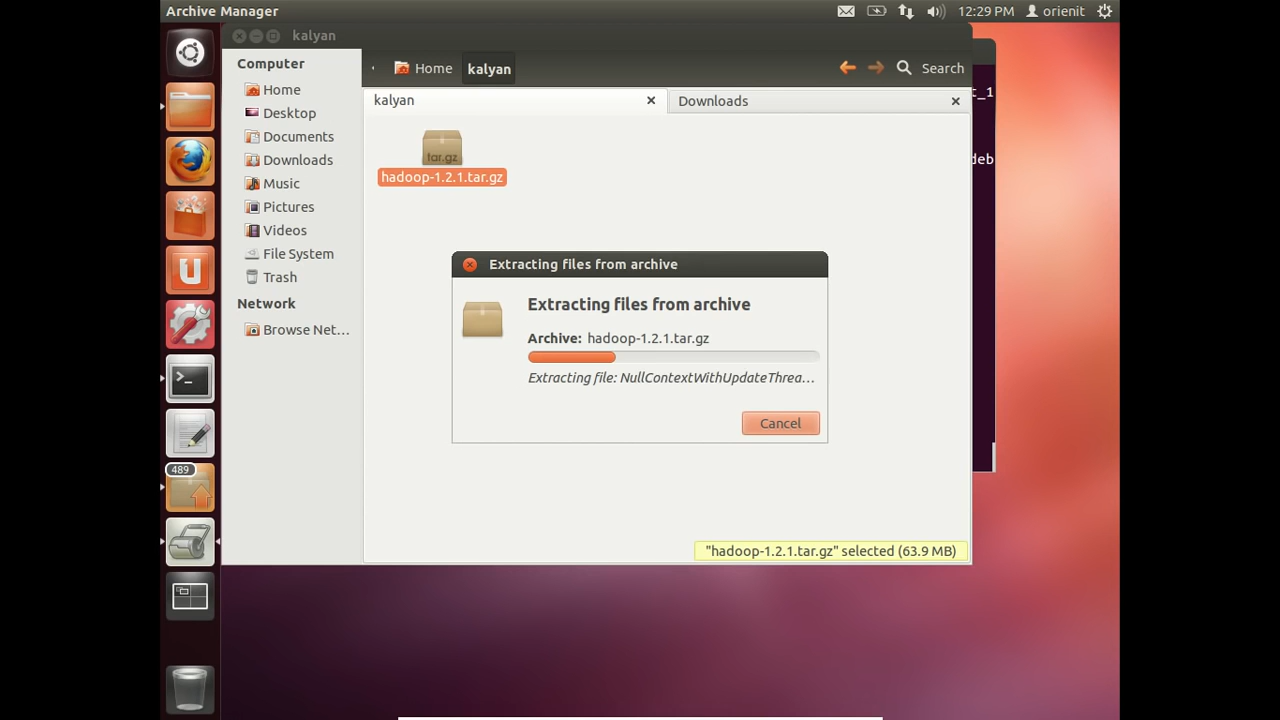 Archive Manager
12:29 PM
orienit
kalyan
Computer
Home
Desktop
Documents
Downloads
Music
Pictures
Videos
File System
Trash
Network
Browse Net...
Home
kalyan
Search
kalyan
Downloads
t_1
deb
tar.gz
hadoop-1.2.1.tar.gz
Extracting files from archive
Extracting files from archive
Archive: hadoop-1.2.1.tar.gz
Extracting file: NullContextWithUpdateThrea...
Cancel
489
"hadoop-1.2.1.tar.gz" selected (63.9 MB)